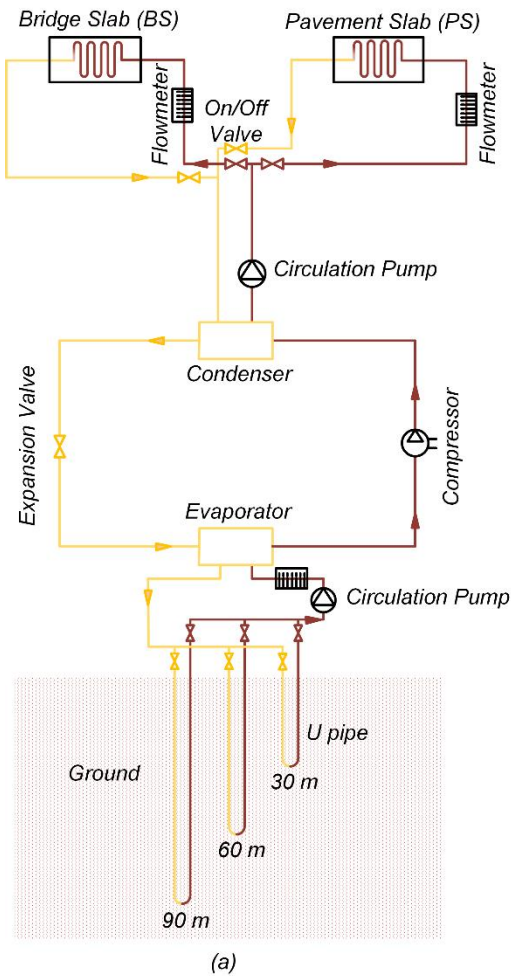 Bridge Slab (BS)
Pavement Slab (PS)
Flowmeter
On/Off
Valve
Flowmeter
Circulation Pump
Condenser
Expansion Valve
Compressor
Evaporator
Circulation Pump
U pipe
Ground
30 m
60 m
90 m
(a)